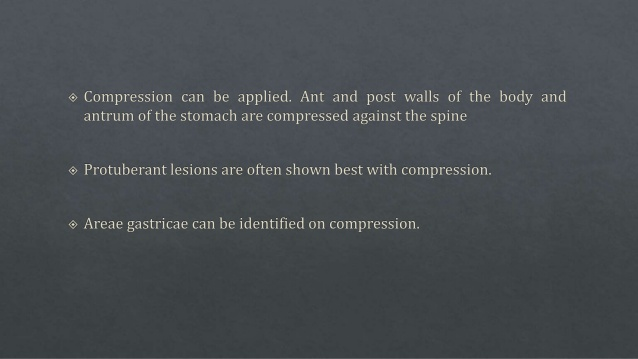 Compression can be applied. Ant and post walls of the body and
antrum of the stomach are compressed against the spine
Protuberant lesions are often shown best with compression.
Areae gastricae can be identified on compression.